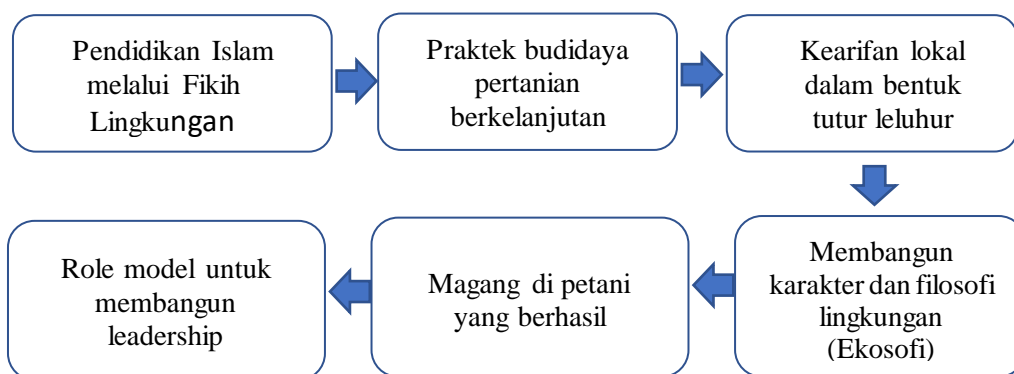 Pendidikan Islam
melalui Fikih
Lingkungan
Praktek budidaya
pertanian
berkelanjutan
Kearifan lokal
dalam bentuk
tutur leluhur
Membangun
karakter dan filosofi
lingkungan
(Ekosofi)
Magang di petani
yang berhasil
Role model untuk
membangun
leadership